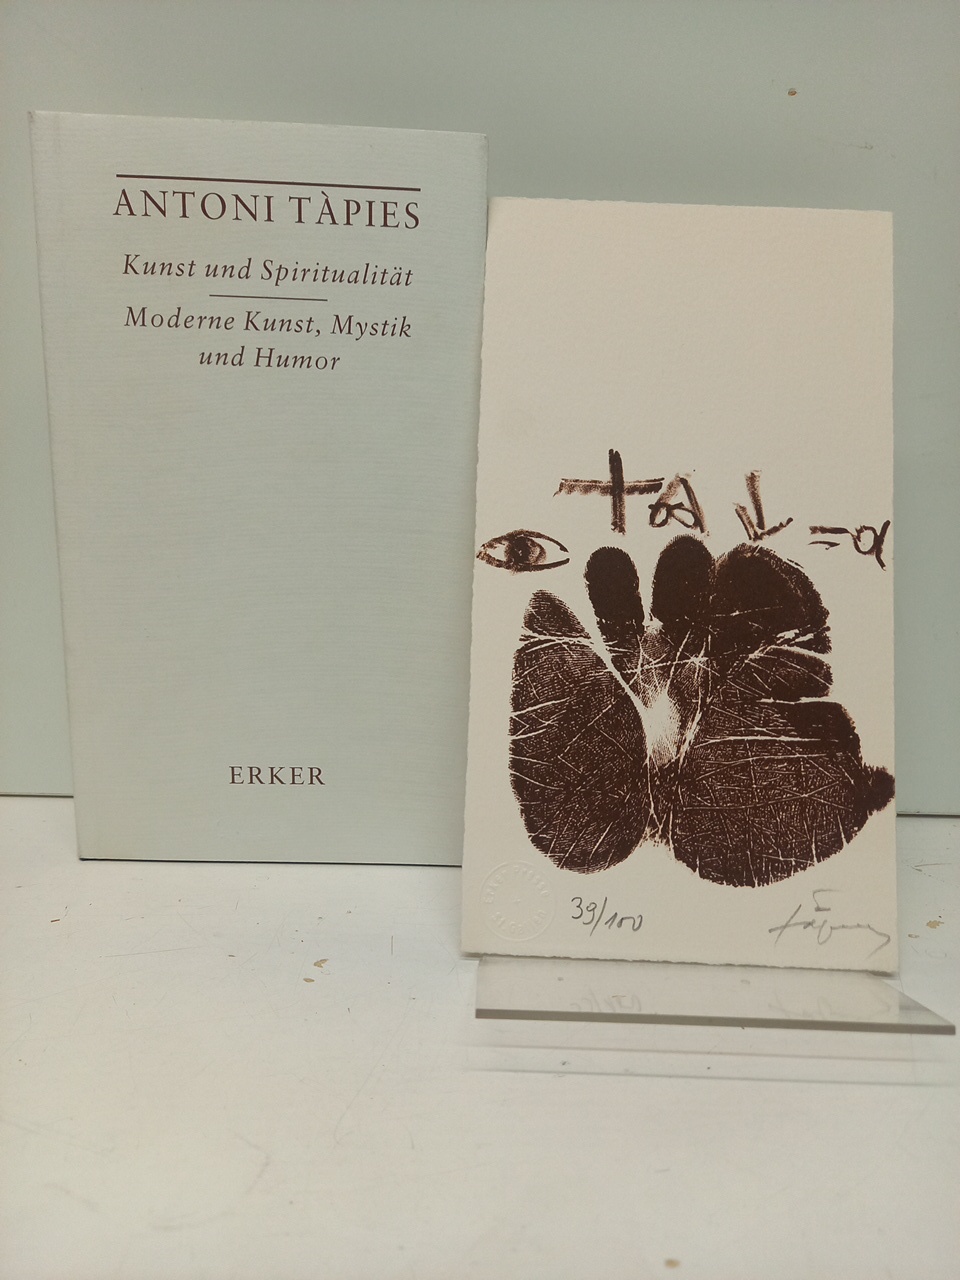 ANTONI TÀPIES
Kunst und Spiritualität
Moderne Kunst, Mystik
und Humor
ERKER
39/100